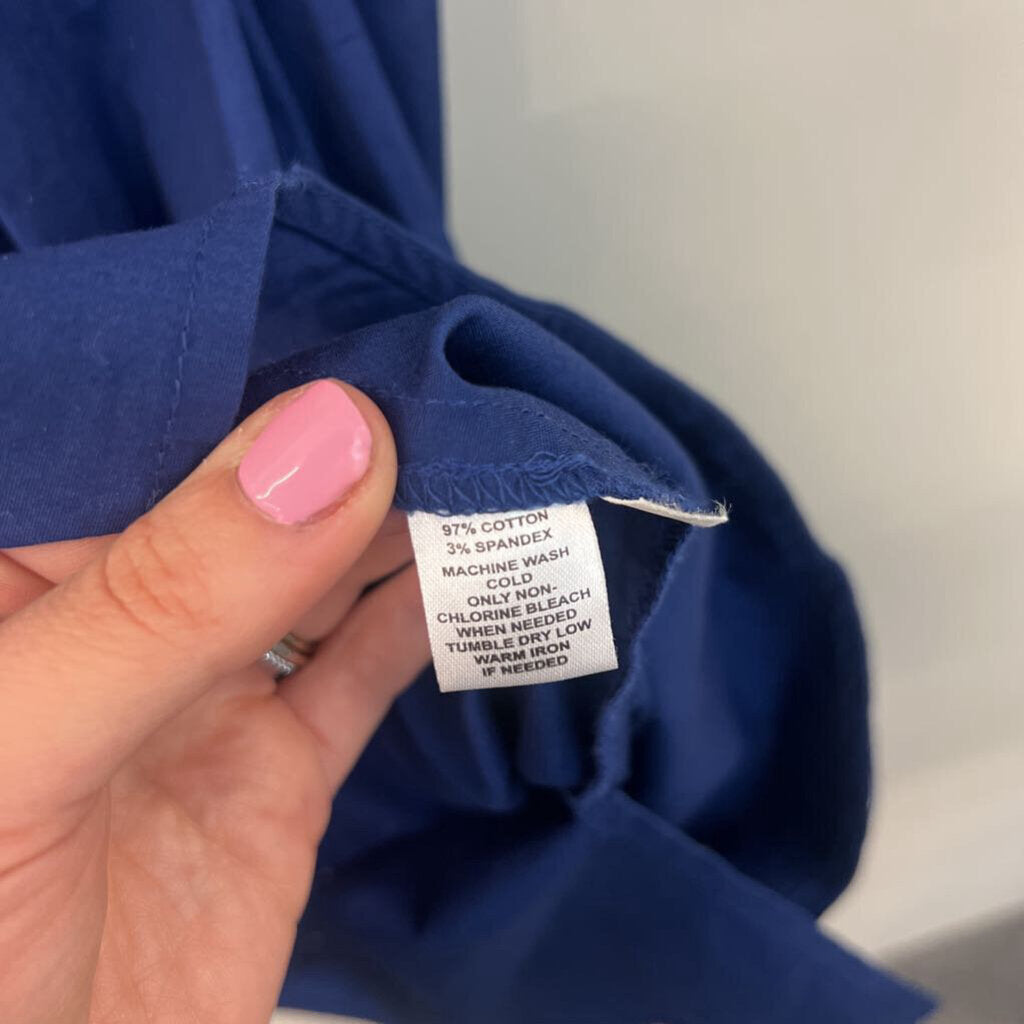 97% COTTON
3% SPANDEX
MACHINE WASH
COLD
ONLY NON-
CHLORINE BLEACH
WHEN NEEDED
TUMBLE DRY LOW
WARM IRON
IF NEEDED